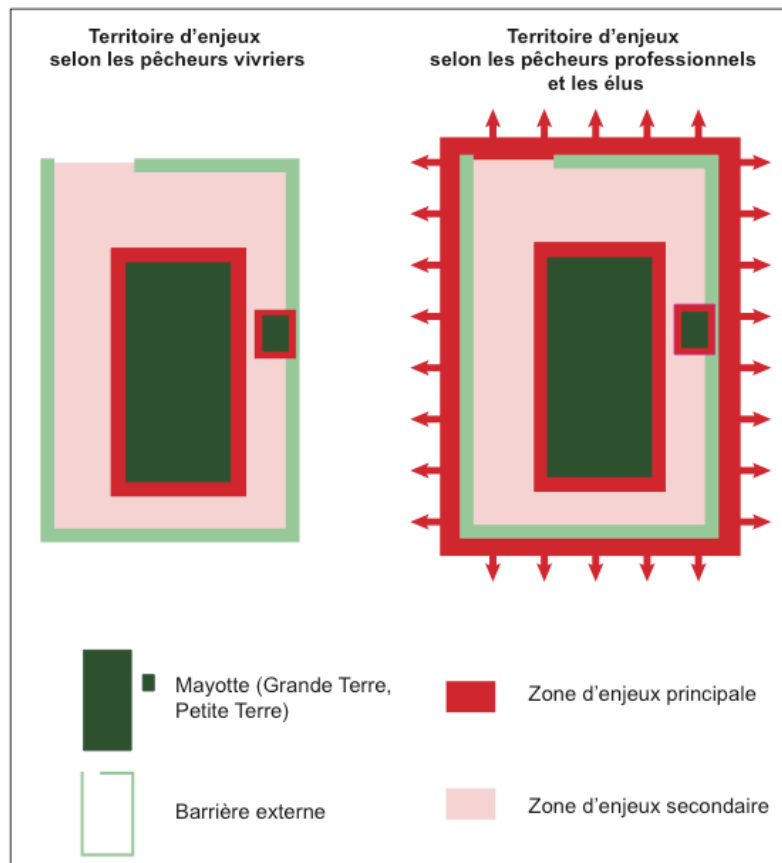 Territoire d'enjeux
selon les pêcheurs vivriers
Territoire d'enjeux
selon les pêcheurs professionnels
et les élus
Mayotte (Grande Terre,
Petite Terre)
Zone d'enjeux principale
Barrière externe
Zone d'enjeux secondaire